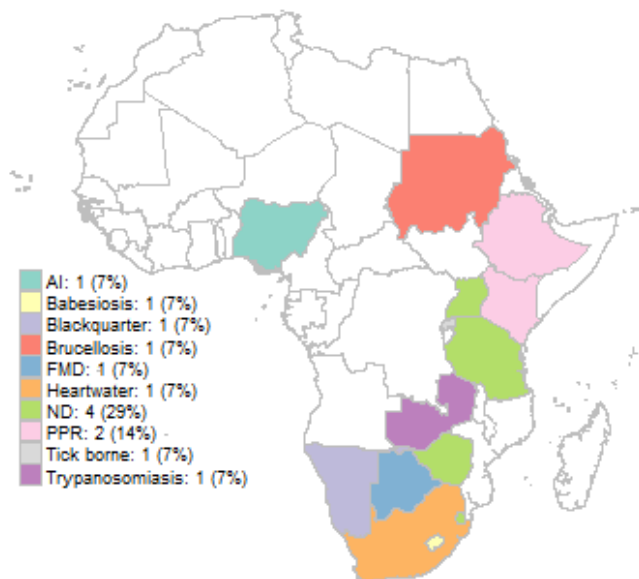 AI: 1 (7%)
Babesiosis: 1 (7%)
Blackquarter: 1 (7%)
Brucellosis: 1 (7%)
FMD: 1 (7%)
Heartwater: 1 (7%)
ND: 4 (29%)
PPR: 2 (14%)
Tick borne: 1 (7%)
Trypanosomiasis: 1 (7%)